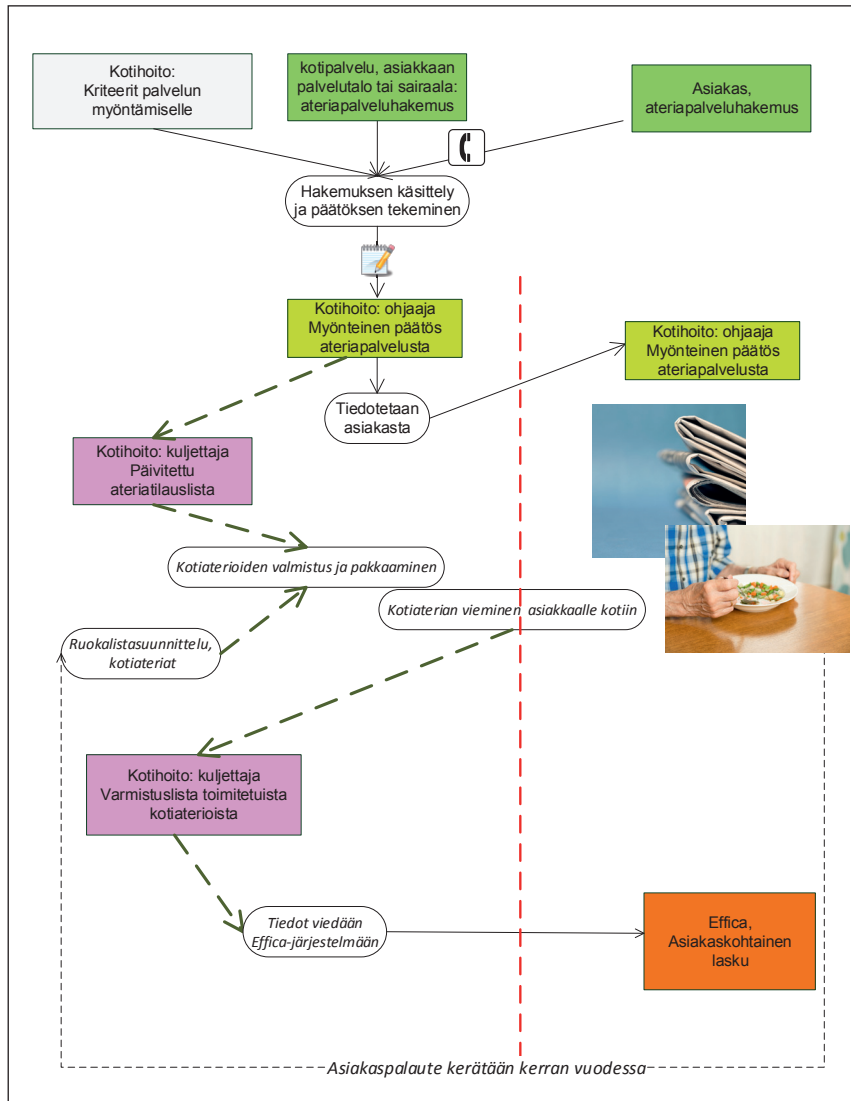 Kotihoito:
Kriteerit palvelun
myöntämiselle
kotipalvelu, asiakkaan
palvelutalo tai sairaala:
ateriapalveluhakemus
Asiakas,
ateriapalveluhakemus
Hakemuksen käsittely
ja päätöksen tekeminen
Kotihoito: ohjaaja
Myönteinen päätös
ateriapalvelusta
Kotihoito: ohjaaja
Myönteinen päätös
ateriapalvelusta
Tiedotetaan
asiakasta
Kotihoito: kuljettaja
Päivitettu
ateriatilauslista
Kotiaterioiden valmistus ja pakkaaminen
Kotiaterian vieminen asiakkaalle kotiin
Ruokalistasuunnittelu,
kotiateriat
Kotihoito: kuljettaja
Varmistuslista toimitetuista
kotiaterioista
Tiedot viedään
Effica-järjestelmään
Effica,
Asiakaskohtainen
lasku
Asiakaspalaute kerätään kerran vuodessa